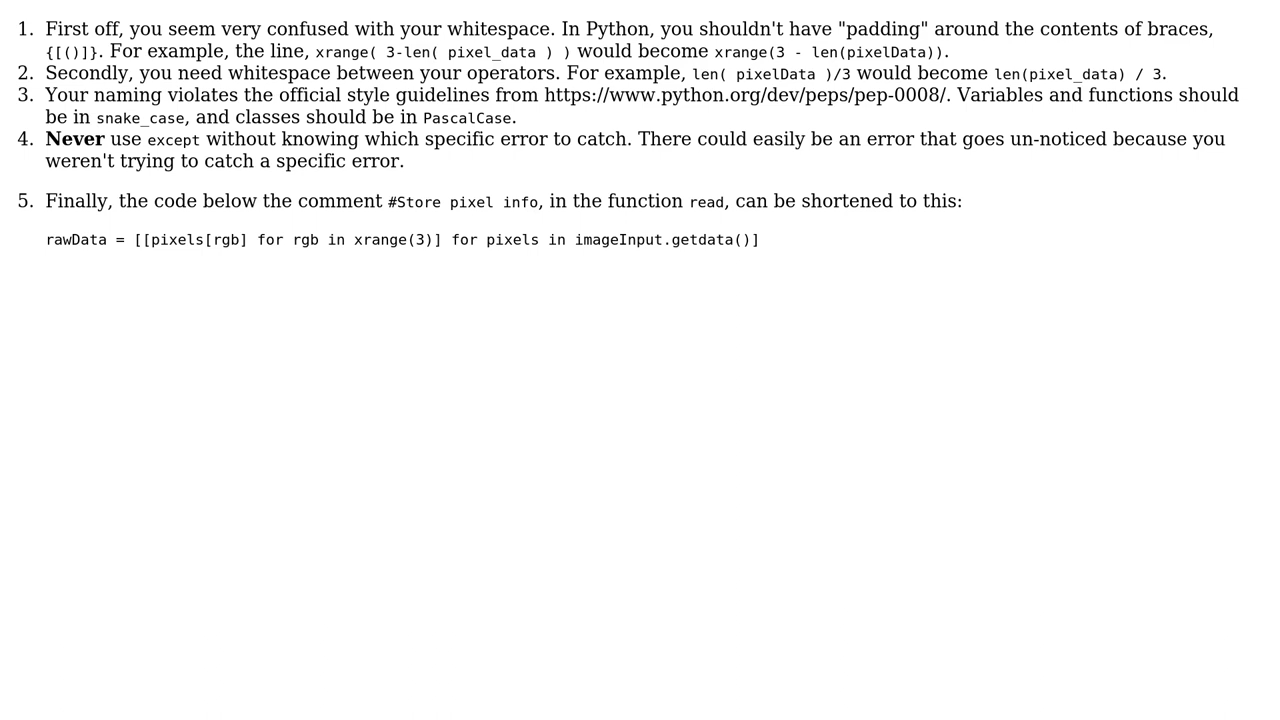 1. First off, you seem very confused with your whitespace. In Python, you shouldn't have "padding" around the contents of braces,
{[()]}. For example, the line, xrange( 3-len( pixel_data ) ) would become xrange(3 - len(pixelData)).
2. Secondly, you need whitespace between your operators. For example, len( pixelData )/3 would become len(pixel_data) / 3.
3. Your naming violates the official style guidelines from https://www.python.org/dev/peps/pep-0008/. Variables and functions should
be in snake_case, and classes should be in PascalCase.
4. Never use except without knowing which specific error to catch. There could easily be an error that goes un-noticed because you
weren't trying to catch a specific error.
5. Finally, the code below the comment #Store pixel info, in the function read, can be shortened to this:
rawData = [[pixels[rgb] for rgb in xrange(3)] for pixels in imageInput.getdata()]